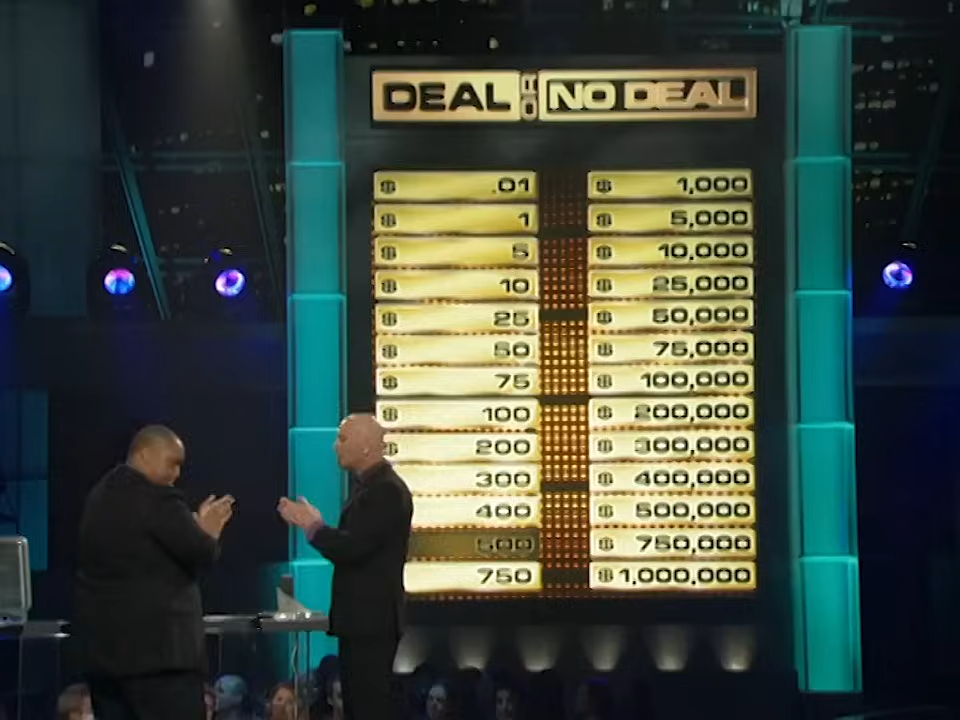 DEAL OR NO DEAL
$ .01 $ 1,000
$ 1 $ 5,000
$ 5 $ 10,000
$ 10 $ 25,000
$ 25 $ 50,000
$ 50 $ 75,000
$ 75 $ 100,000
$ 100 $ 200,000
$ 200 $ 300,000
300 $ 400,000
400 $ 500,000
500 $ 750,000
750 $ 1,000,000